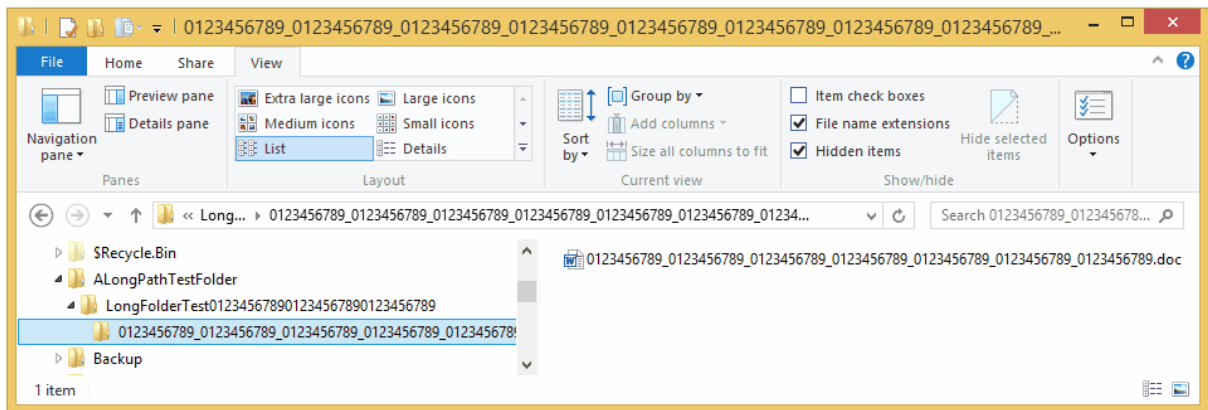 0123456789_0123456789_0123456789_0123456789_0123456789_0123456789_0123456789_0123456789_...
File Home Share View
Navigation pane
Preview pane
Details pane
Panes
Extra large icons Large icons
Medium icons Small icons
List Details
Layout
Sort by
Group by
Add columns
Size all columns to fit
Current view
Item check boxes
File name extensions
Hidden items
Hide selected items
Show/hide
Options
« Long... 0123456789_0123456789_0123456789_0123456789_0123456789_0123456789_01234...
Search 0123456789_012345678...
$Recycle.Bin
ALongPathTestFolder
LongFolderTest012345678901234567890123456789
0123456789_0123456789_0123456789_0123456789_0123456789
Backup
0123456789_0123456789_0123456789_0123456789_0123456789_0123456789_0123456789.doc
1 item